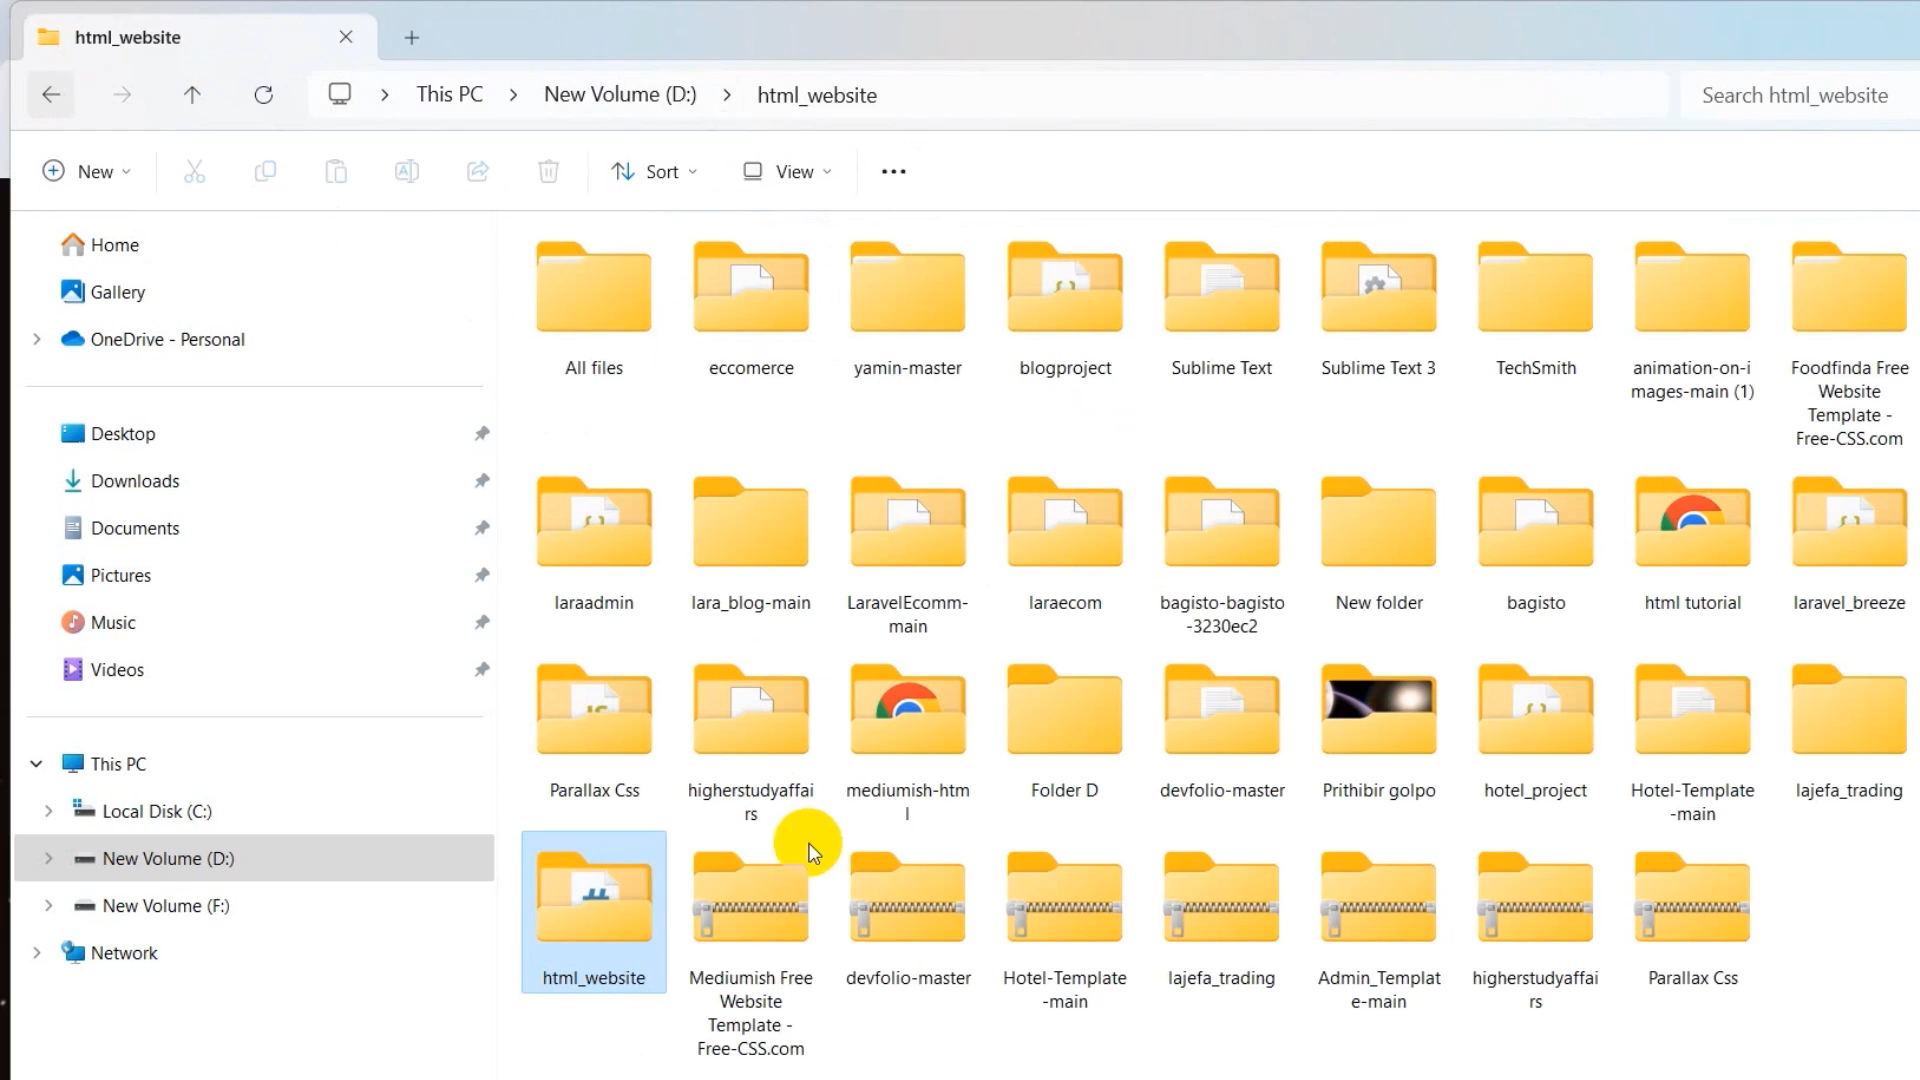 html_website
This PC
New Volume (D:)
html_website
Search html_website
New
Sort
View
Home
Gallery
OneDrive - Personal
Desktop
Downloads
Documents
Pictures
Music
Videos
This PC
Local Disk (C:)
New Volume (D:)
New Volume (F:)
Network
All files
eccomerce
yamin-master
blogproject
Sublime Text
Sublime Text 3
TechSmith
animation-on-i
mages-main (1)
Foodfinda Free
Website
Template -
Free-CSS.com
laraadmin
lara_blog-main
LaravelEcomm-
main
laraecom
bagisto-bagisto
-3230ec2
New folder
bagisto
html tutorial
laravel_breeze
Parallax Css
higherstudyaffai
rs
mediumish-htm
l
Folder D
devfolio-master
Prithibir golpo
hotel_project
Hotel-Template
-main
lajefa_trading
html_website
Mediumish Free
Website
Template -
Free-CSS.com
devfolio-master
Hotel-Template
-main
lajefa_trading
Admin_Templat
e-main
higherstudyaffai
rs
Parallax Css